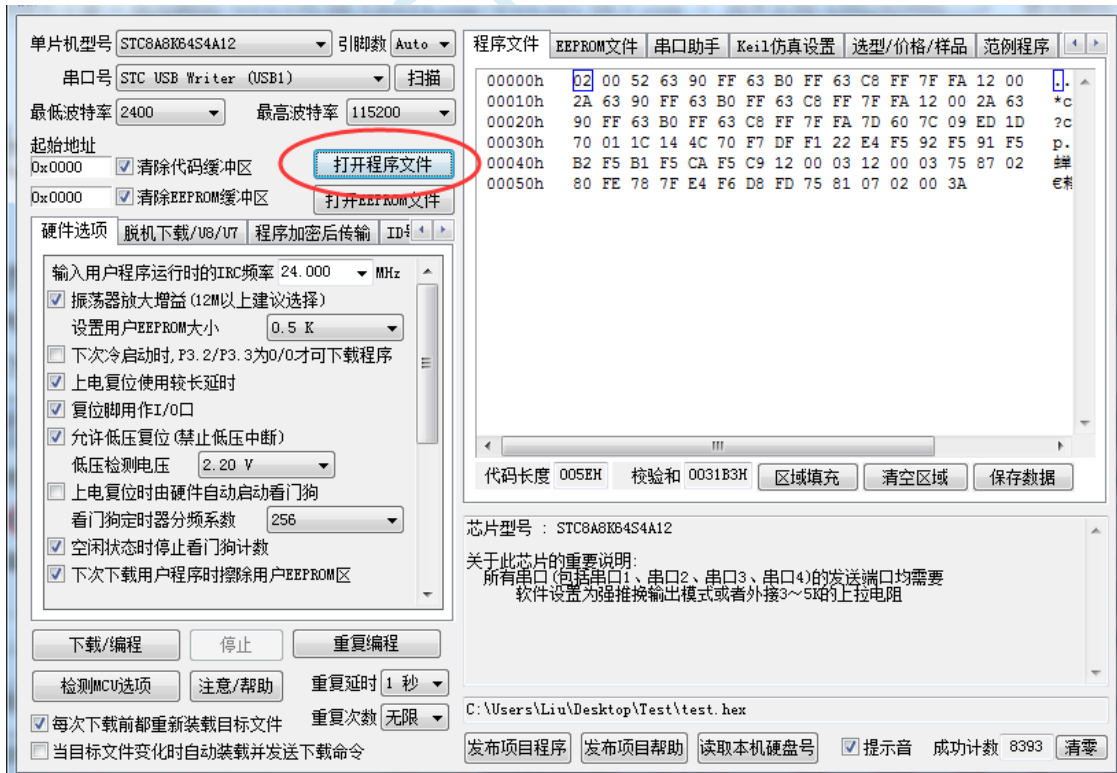 单片机型号 STC8A8K64S4A12 引脚数 Auto
串口号 STC USB Writer (USB1) 扫描
最低波特率 2400 最高波特率 115200
起始地址
0x0000 清除代码缓冲区 打开程序文件
0x0000 清除EEPROM缓冲区 打开EEPROM文件
硬件选项 脱机下载/U8/U7 程序加密后传输
输入用户程序运行时的IRC频率 24.000 MHz
振荡器放大增益(12M以上建议选择)
设置用户EEPROM大小 0.5 K
下次冷启动时,P3.2/P3.3为0/0才可下载程序
上电复位使用较长延时
复位脚用作I/O口
允许低压复位(禁止低压中断)
低压检测电压 2.20 V
上电复位时由硬件自动启动看门狗
看门狗定时器分频系数 256
空闲状态时停止看门狗计数
下次下载用户程序时擦除用户EEPROM区
下载/编程 停止 重复编程
检测MCU选项 注意/帮助 重复延时 1 秒
每次下载前都重新装载目标文件 重复次数 无限
当目标文件变化时自动装载并发送下载命令
程序文件 EEPROM文件 串口助手 Keil仿真设置 选型/价格/样品 范例程序
00000h 02 00 52 63 90 FF 63 B0 FF 63 C8 FF 7F FA 12 00 ..
00010h 2A 63 90 FF 63 B0 FF 63 C8 FF 7F FA 12 00 2A 63 *c
00020h 90 FF 63 B0 FF 63 C8 FF 7F FA 7D 60 7C 09 ED 1D ?c
00030h 70 01 1C 14 4C 70 F7 DF F1 22 E4 F5 92 F5 91 F5 p.
00040h B2 F5 B1 F5 CA F5 C9 12 00 03 12 00 03 75 87 02
00050h 80 FE 78 7F E4 F6 D8 FD 75 81 07 02 00 3A €
代码长度 005EH 校验和 0031B3H 区域填充 清空区域 保存数据
芯片型号 : STC8A8K64S4A12
关于此芯片的重要说明:
所有串口(包括串口1、串口2、串口3、串口4)的发送端口均需要
软件设置为强推挽输出模式或者外接3~5K的上拉电阻
C:\Users\Liu\Desktop\Test\test.hex
发布项目程序 发布项目帮助 读取本机硬盘号 提示音 成功计数 8393 清零